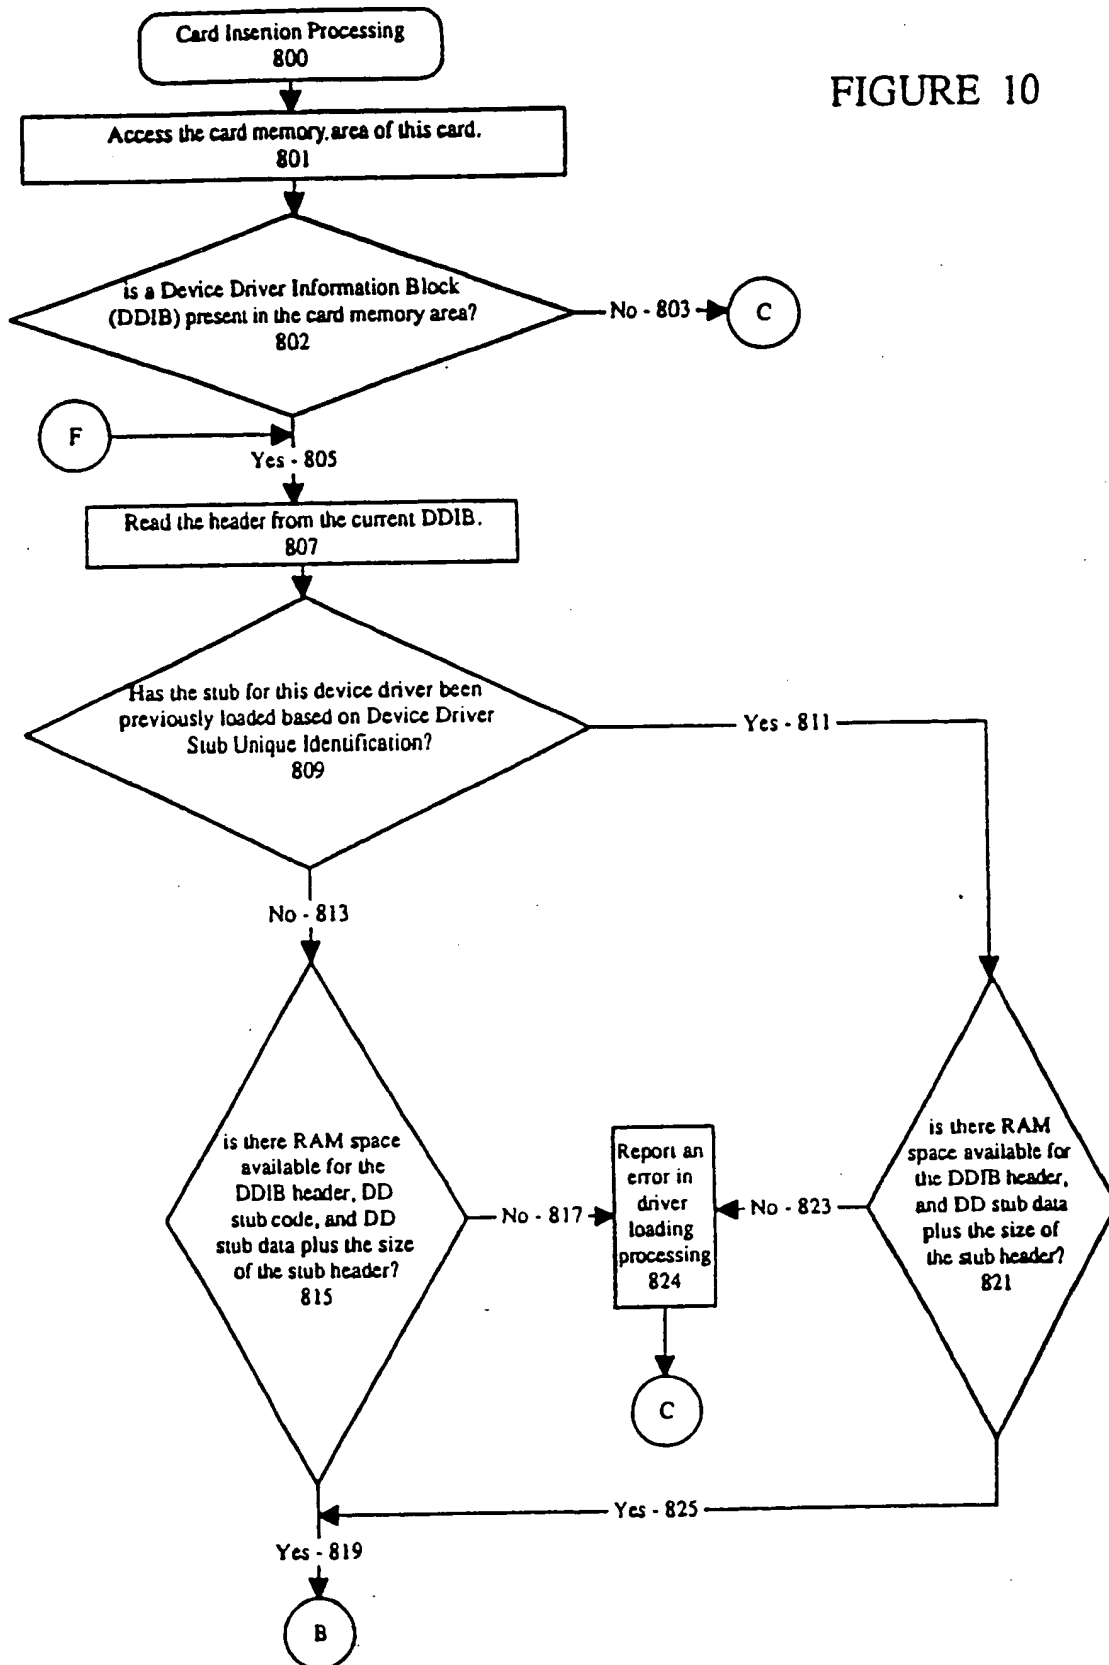 Card Insertion Processing
800
FIGURE 10
Access the card memory area of this card.
801
is a Device Driver Information Block
(DDIB) present in the card memory area?
802
No - 803
C
F
Yes - 805
Read the header from the current DDIB.
807
Has the stub for this device driver been
previously loaded based on Device Driver
Stub Unique Identification?
809
Yes - 811
No - 813
is there RAM space
available for the
DDIB header, DD
stub code, and DD
stub data plus the size
of the stub header?
815
No - 817
Report an
error in
driver
loading
processing
824
No - 823
is there RAM
space available for
the DDIB header,
and DD stub data
plus the size of
the stub header?
821
C
Yes - 825
Yes - 819
B